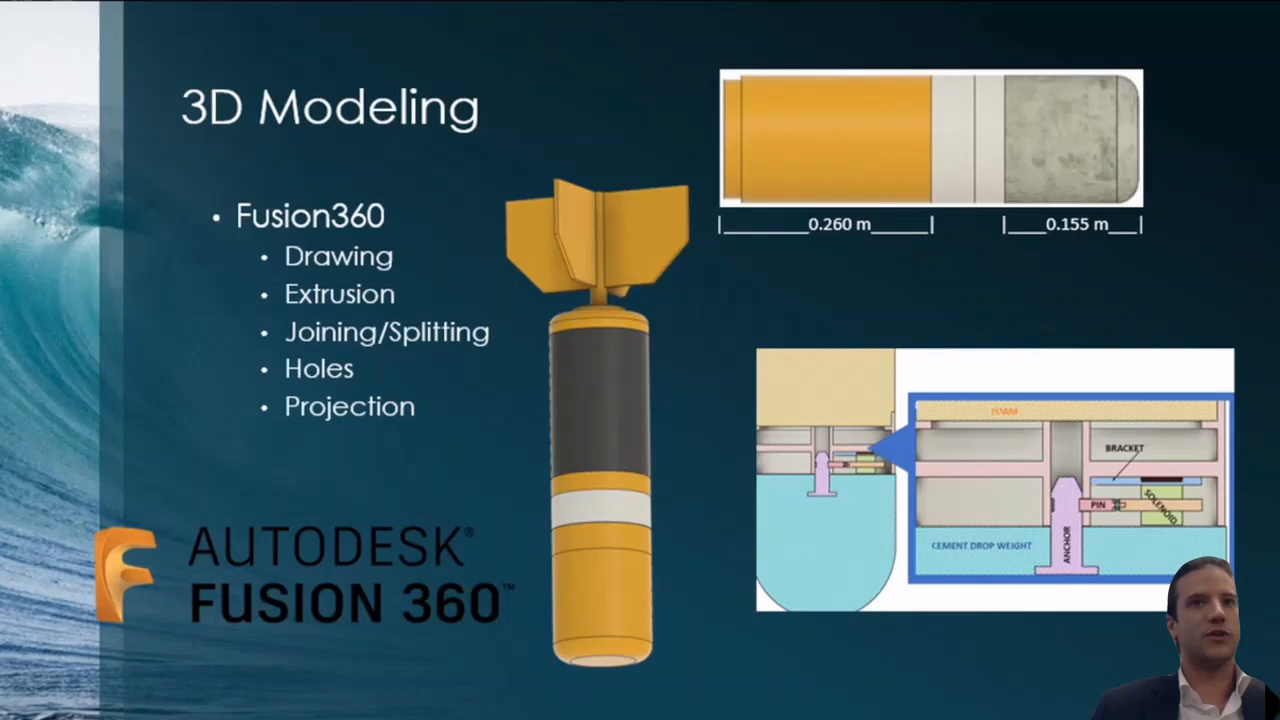 3D Modeling
• Fusion360
• Drawing
• Extrusion
• Joining/Splitting
• Holes
• Projection
AUTODESK®
FUSION 360™
0.260 m
0.155 m
FOAM
BRACKET
PIN
SOLENOID
ANCHOR
CEMENT DROP WEIGHT